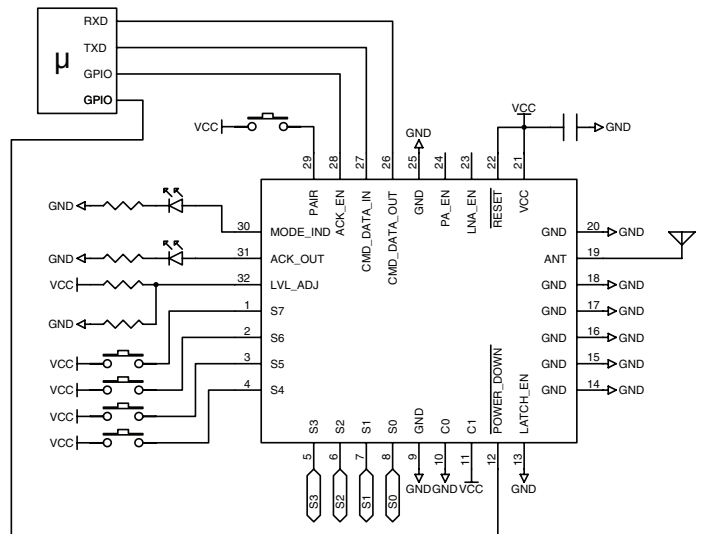 RXD
TXD
GPIO
GPIO
µ
VCC
GND
VCC
GND
29
28
27
26
25
24
23
22
21
PAIR
ACK_EN
CMD_DATA_IN
CMD_DATA_OUT
GND
PA_EN
LNA_EN
RESET
VCC
GND
30
MODE_IND
GND
31
ACK_OUT
VCC
32
LVL_ADJ
GND
1
S7
2
S6
VCC
3
S5
VCC
4
S4
VCC
VCC
GND
20
GND
ANT
19
GND
18
GND
GND
17
GND
GND
16
GND
GND
15
GND
GND
14
GND
S3
S2
S1
S0
GND
C0
C1
POWER_DOWN
LATCH_EN
5
6
7
8
9
10
11
12
13
S3
S2
S1
S0
GND
GND
VCC
GND